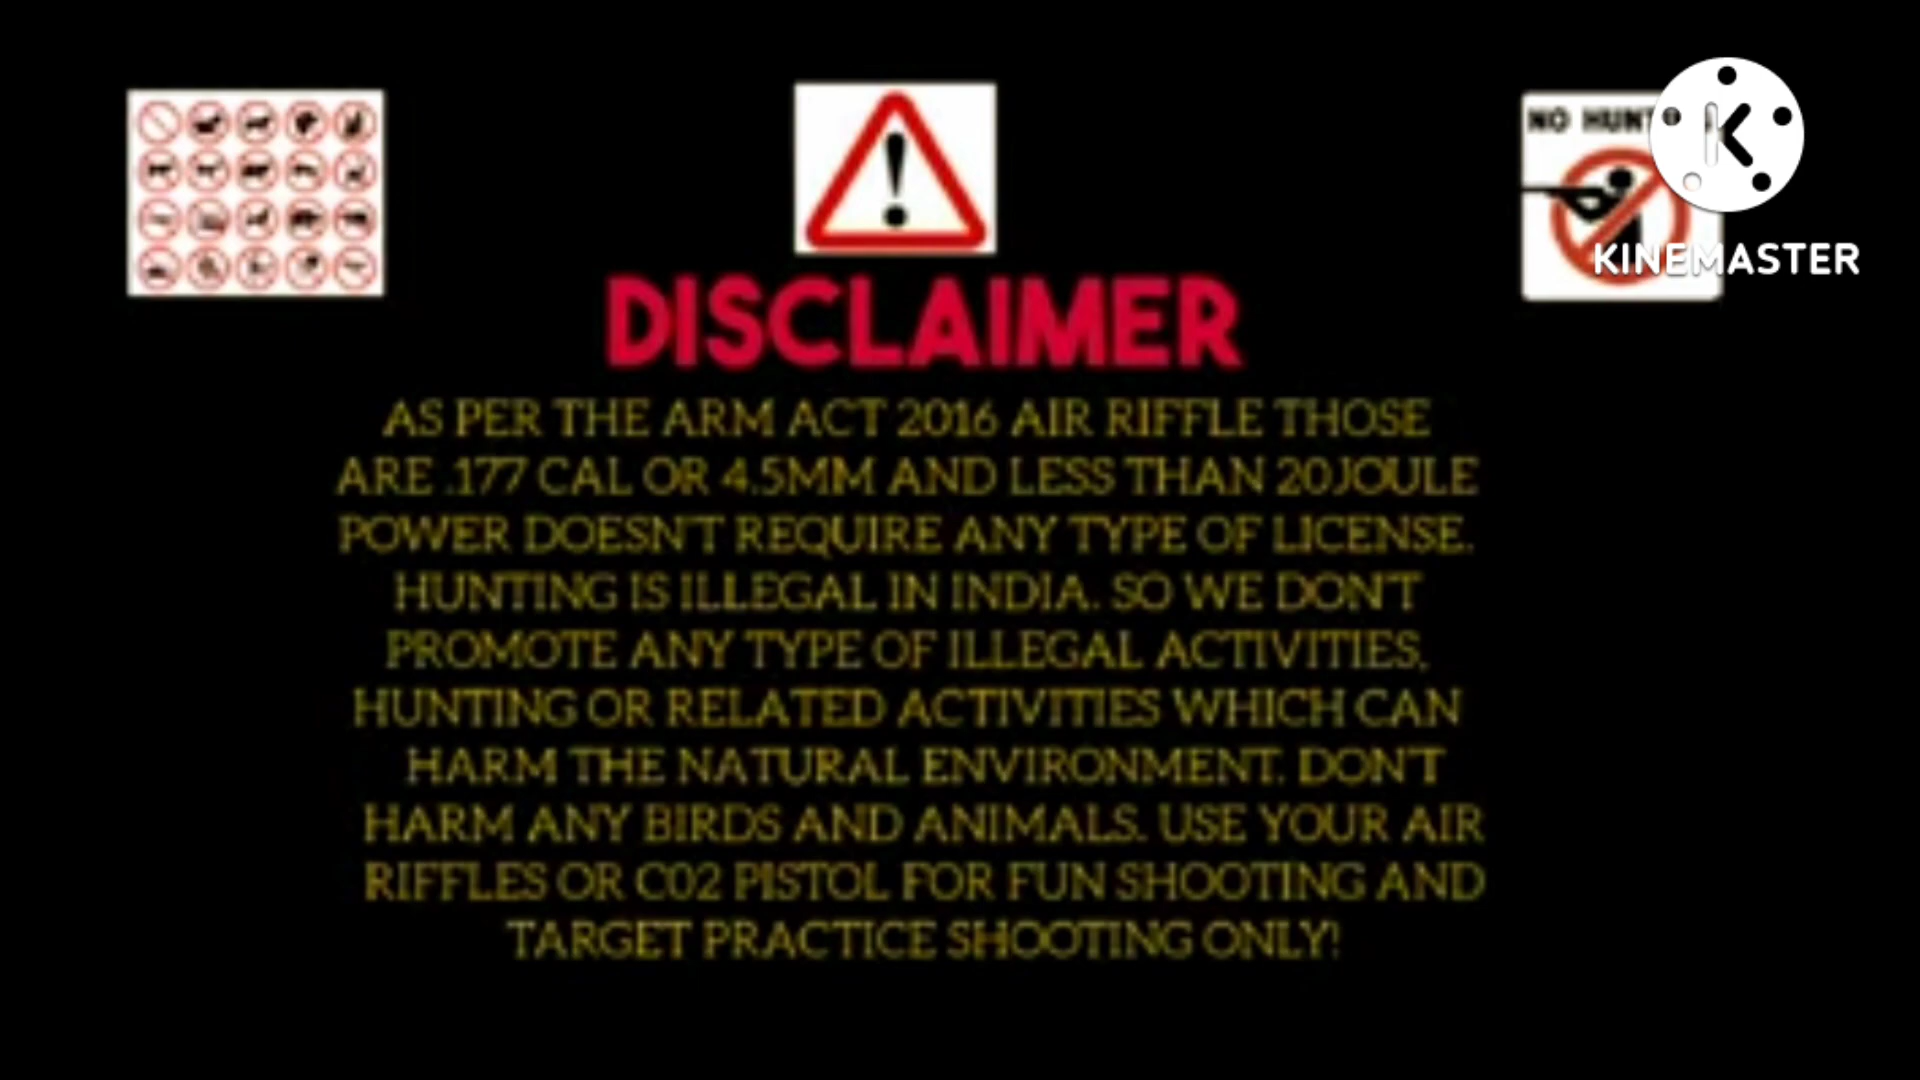 NO HUNT
KINEMASTER
DISCLAIMER
AS PER THE ARM ACT 2016 AIR RIFFLE THOSE
ARE .177 CAL OR 4.5MM AND LESS THAN 20JOULE
POWER DOESN'T REQUIRE ANY TYPE OF LICENSE.
HUNTING IS ILLEGAL IN INDIA. SO WE DON'T
PROMOTE ANY TYPE OF ILLEGAL ACTIVITIES,
HUNTING OR RELATED ACTIVITIES WHICH CAN
HARM THE NATURAL ENVIRONMENT. DON'T
HARM ANY BIRDS AND ANIMALS. USE YOUR AIR
RIFFLES OR C02 PISTOL FOR FUN SHOOTING AND
TARGET PRACTICE SHOOTING ONLY!